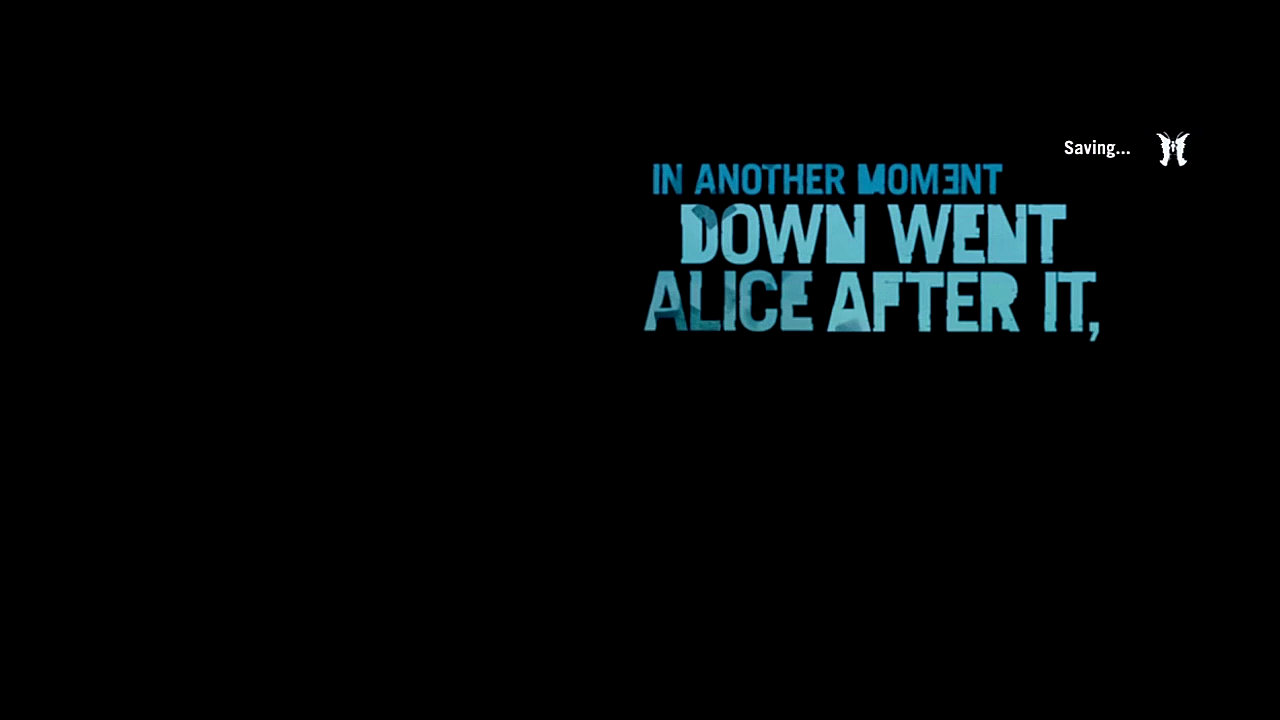 Saving...
IN ANOTHER MOMENT
DOWN WENT
ALICE AFTER IT,